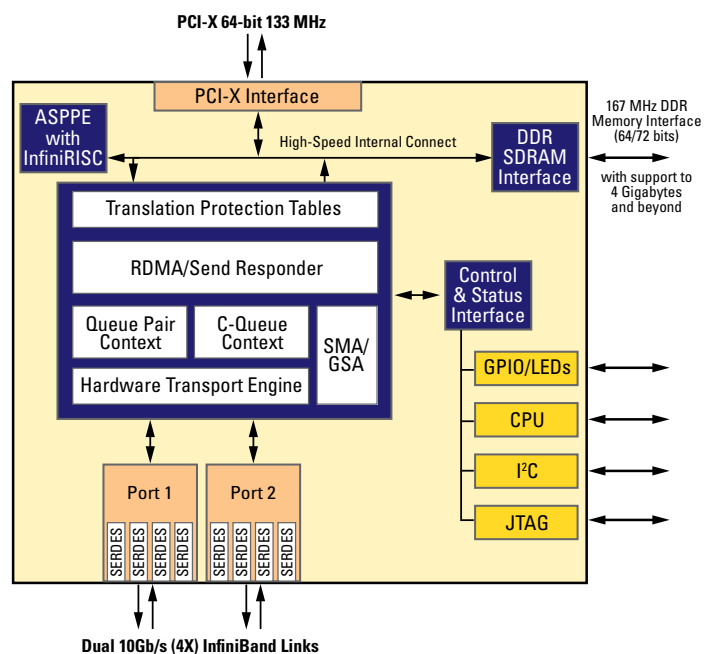 PCI-X 64-bit 133 MHz
PCI-X Interface
ASPPE
with
InfiniRISC
High-Speed Internal Connect
DDR
SDRAM
Interface
167 MHz DDR
Memory Interface
(64/72 bits)
with support to
4 Gigabytes
and beyond
Translation Protection Tables
RDMA/Send Responder
Queue Pair
Context
C-Queue
Context
SMA/
GSA
Hardware Transport Engine
Control
& Status
Interface
GPIO/LEDs
CPU
I²C
JTAG
Port 1
SERDES
SERDES
SERDES
SERDES
Port 2
SERDES
SERDES
SERDES
SERDES
Dual 10Gb/s (4X) InfiniBand Links